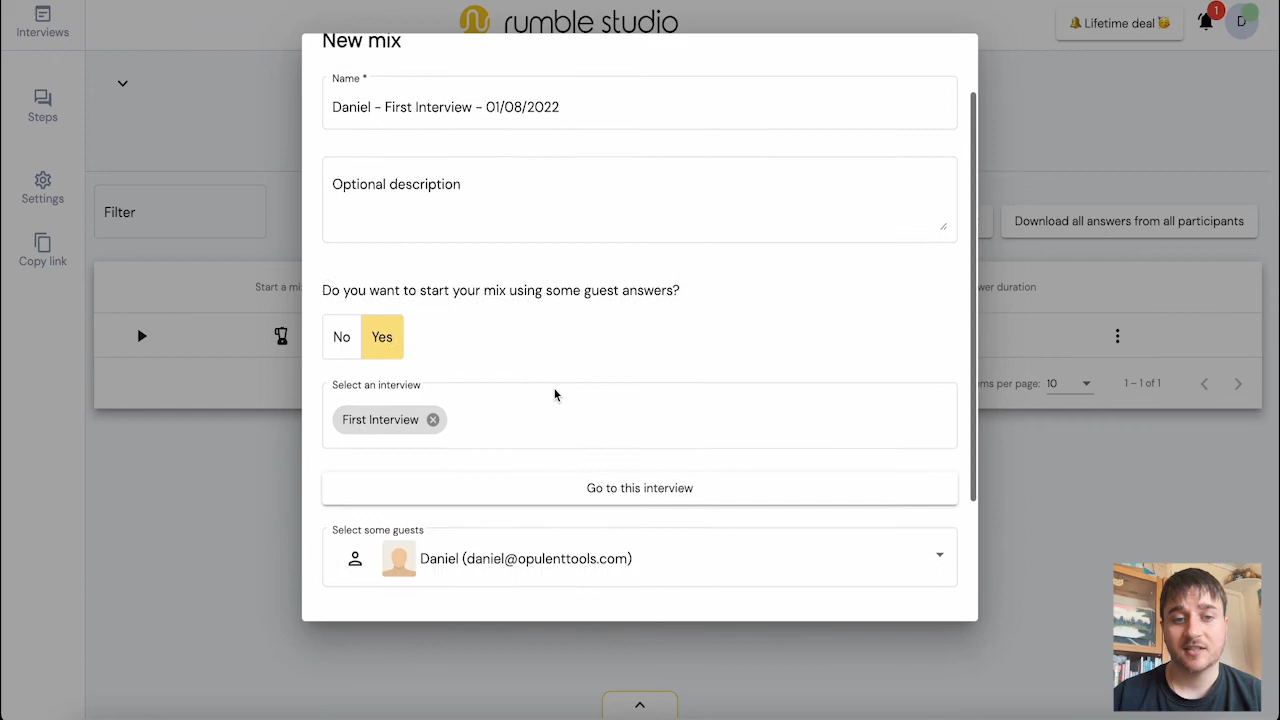 Interviews
rumble studio
Lifetime deal
1
D
New mix
Name *
Daniel - First Interview - 01/08/2022
Steps
Optional description
Settings
Filter
Download all answers from all participants
Copy link
Start a mi
wer duration
Do you want to start your mix using some guest answers?
No
Yes
ms per page:
10
1 – 1 of 1
Select an interview
First Interview
Go to this interview
Select some guests
Daniel (daniel@opulenttools.com)